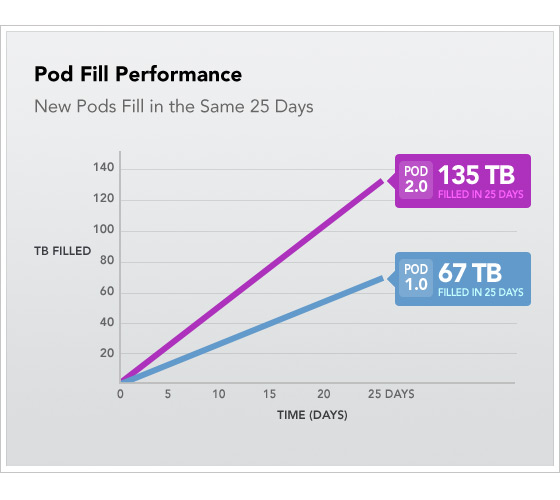 Pod Fill Performance
New Pods Fill in the Same 25 Days
140
120
100
80
60
40
20
TB FILLED
POD 2.0
135 TB
FILLED IN 25 DAYS
POD 1.0
67 TB
FILLED IN 25 DAYS
0 5 10 15 20 25 DAYS
TIME (DAYS)